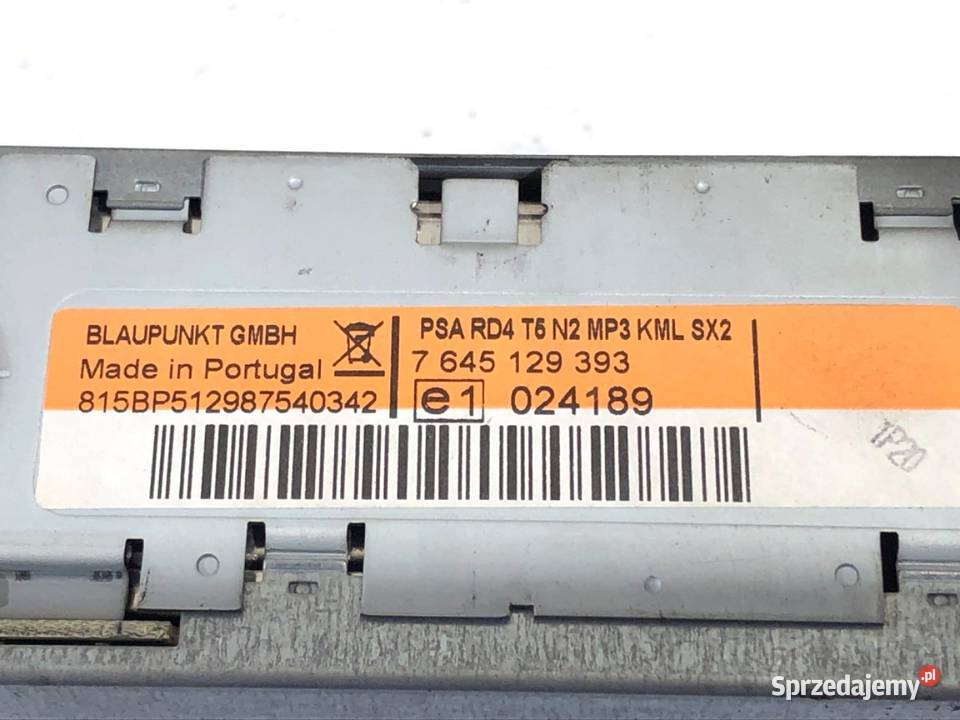 BLAUPUNKT GMBH
Made in Portugal
815BP512987540342
PSA RD4 T5 N2 MP3 KML SX2
7 645 129 393
e1 024189
TP20
Sprzedajemy.pl